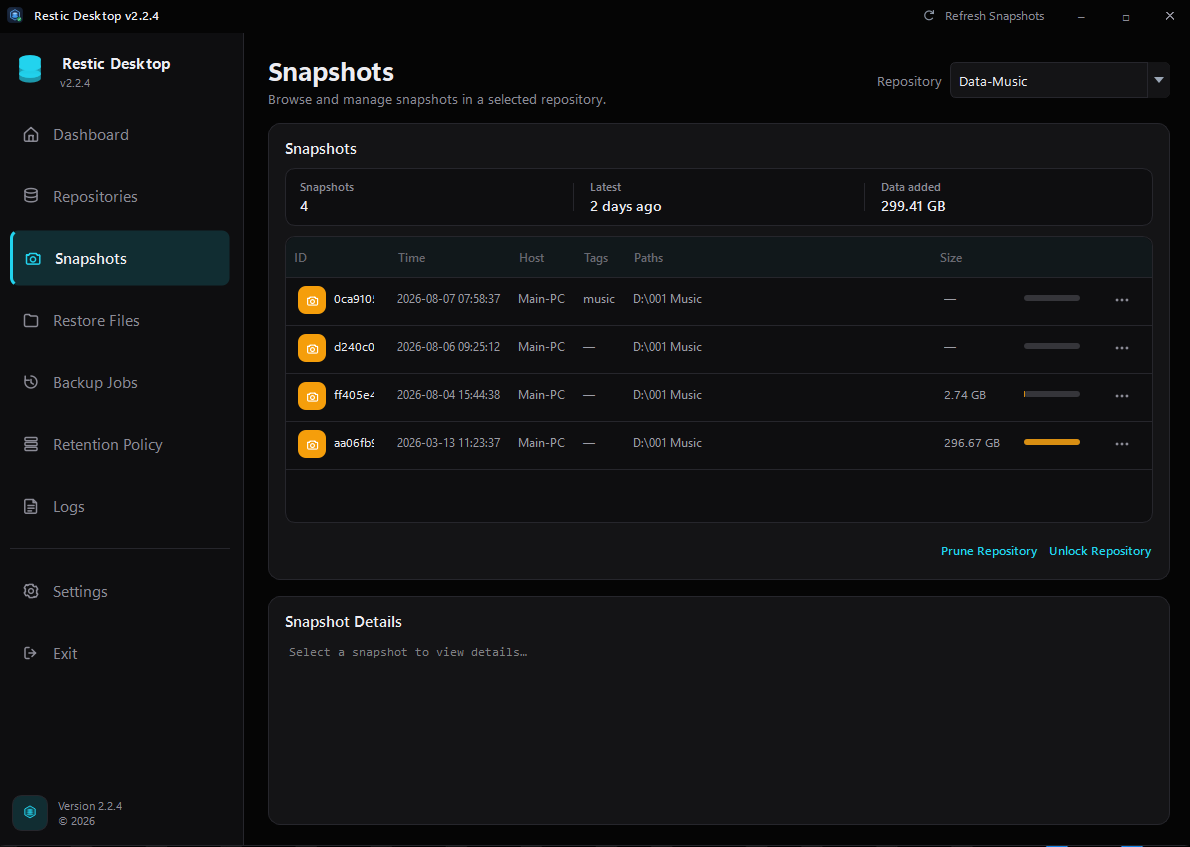 Restic Desktop v2.2.4
Refresh Snapshots
Restic Desktop
v2.2.4
Dashboard
Repositories
Snapshots
Restore Files
Backup Jobs
Retention Policy
Logs
Settings
Exit
Version 2.2.4
© 2026
Snapshots
Browse and manage snapshots in a selected repository.
Repository Data-Music
Snapshots
Snapshots Latest Data added
4 2 days ago 299.41 GB
ID Time Host Tags Paths Size
0ca910 2026-08-07 07:58:37 Main-PC music D:\001 Music —
d240c0 2026-08-06 09:25:12 Main-PC — D:\001 Music —
ff405e4 2026-08-04 15:44:38 Main-PC — D:\001 Music 2.74 GB
aa06fb 2026-03-13 11:23:37 Main-PC — D:\001 Music 296.67 GB
Prune Repository Unlock Repository
Snapshot Details
Select a snapshot to view details…